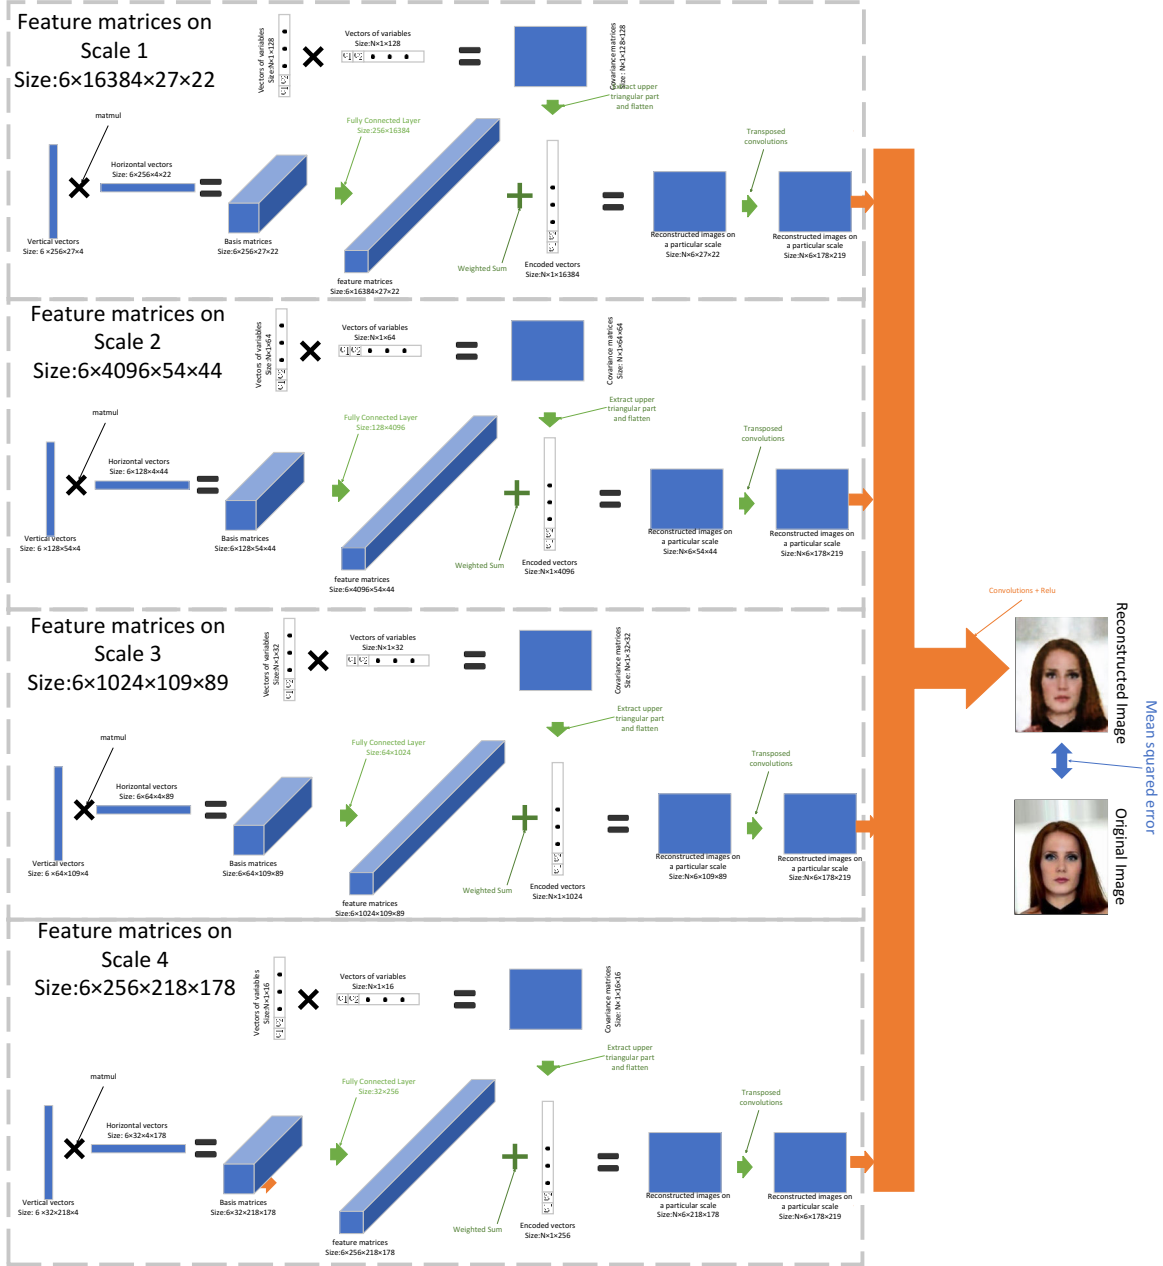 Feature matrices on
Scale 1
Size:6×16384×27×22
Vectors of variables
Size:N×1×128
Vectors of variables
Size:N×1×128
Covariance matrices
Size: N×1×128×128
Extract upper
triangular part
and flatten
matmul
Horizontal vectors
Size: 6×256×4×22
Fully Connected Layer
Size:256×16384
Transposed
convolutions
Vertical vectors
Size: 6 ×256×27×4
Basis matrices
Size:6×256×27×22
feature matrices
Size:6×16384×27×22
Weighted Sum
Encoded vectors
Size:N×1×16384
Reconstructed images on
a particular scale
Size:N×6×27×22
Reconstructed images on
a particular scale
Size:N×6×178×219
Feature matrices on
Scale 2
Size:6×4096×54×44
Vectors of variables
Size:N×1×64
Vectors of variables
Size:N×1×64
Covariance matrices
Size: N×1×64×64
Extract upper
triangular part
and flatten
matmul
Horizontal vectors
Size: 6×128×4×44
Fully Connected Layer
Size:128×4096
Transposed
convolutions
Vertical vectors
Size: 6 ×128×54×4
Basis matrices
Size:6×128×54×44
feature matrices
Size:6×4096×54×44
Weighted Sum
Encoded vectors
Size:N×1×4096
Reconstructed images on
a particular scale
Size:N×6×54×44
Reconstructed images on
a particular scale
Size:N×6×178×219
Feature matrices on
Scale 3
Size:6×1024×109×89
Vectors of variables
Size:N×1×32
Vectors of variables
Size:N×1×32
Covariance matrices
Size: N×1×32×32
Extract upper
triangular part
and flatten
matmul
Horizontal vectors
Size: 6×64×4×89
Fully Connected Layer
Size:64×1024
Transposed
convolutions
Vertical vectors
Size: 6 ×64×109×4
Basis matrices
Size:6×64×109×89
feature matrices
Size:6×1024×109×89
Weighted Sum
Encoded vectors
Size:N×1×1024
Reconstructed images on
a particular scale
Size:N×6×109×89
Reconstructed images on
a particular scale
Size:N×6×178×219
Feature matrices on
Scale 4
Size:6×256×218×178
Vectors of variables
Size:N×1×16
Vectors of variables
Size:N×1×16
Covariance matrices
Size: N×1×16×16
Extract upper
triangular part
and flatten
matmul
Horizontal vectors
Size: 6×32×4×178
Fully Connected Layer
Size:32×256
Transposed
convolutions
Vertical vectors
Size: 6 ×32×218×4
Basis matrices
Size:6×32×218×178
feature matrices
Size:6×256×218×178
Weighted Sum
Encoded vectors
Size:N×1×256
Reconstructed images on
a particular scale
Size:N×6×218×178
Reconstructed images on
a particular scale
Size:N×6×178×219
Convolutions + Relu
Reconstructed Image
Mean squared error
Original Image